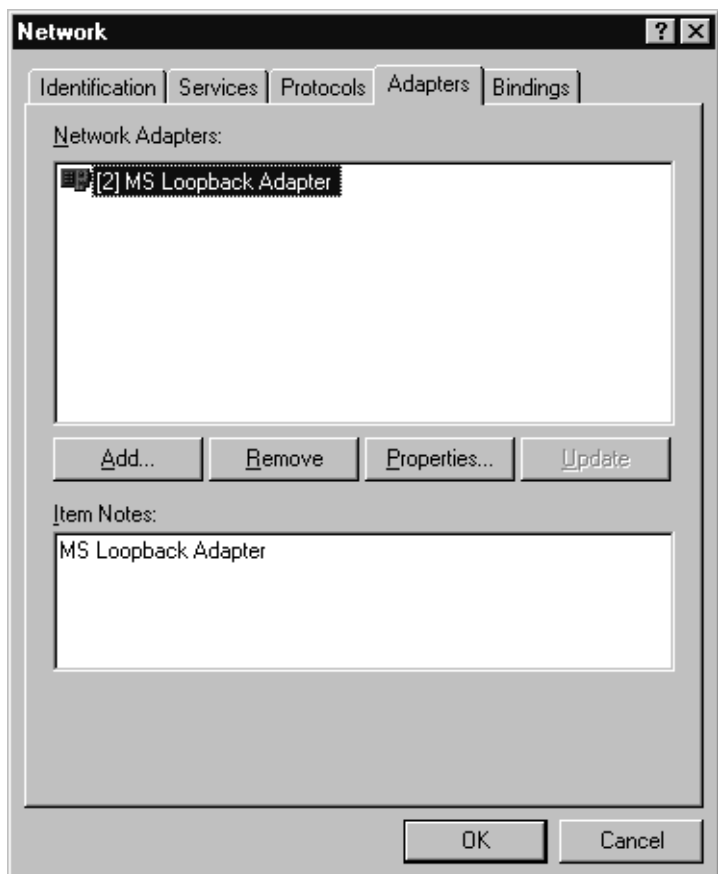 Network
Identification Services Protocols Adapters Bindings
Network Adapters:
[2] MS Loopback Adapter
Add... Remove Properties... Update
Item Notes:
MS Loopback Adapter
OK Cancel